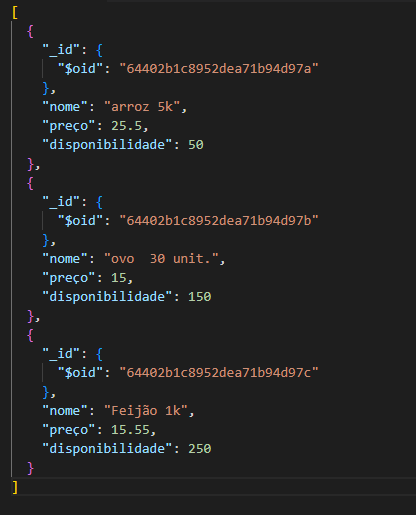 [
  {
    "_id": {
      "$oid": "64402b1c8952dea71b94d97a"
    },
    "nome": "arroz 5k",
    "preço": 25.5,
    "disponibilidade": 50
  },
  {
    "_id": {
      "$oid": "64402b1c8952dea71b94d97b"
    },
    "nome": "ovo  30 unit.",
    "preço": 15,
    "disponibilidade": 150
  },
  {
    "_id": {
      "$oid": "64402b1c8952dea71b94d97c"
    },
    "nome": "Feijão 1k",
    "preço": 15.55,
    "disponibilidade": 250
  }
]